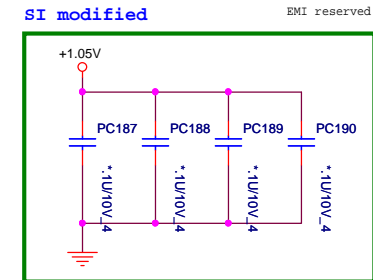 SI modified
EMI reserved
+1.05V
PC187
PC188
PC189
PC190
*.1U/10V_4
*.1U/10V_4
*.1U/10V_4
*.1U/10V_4